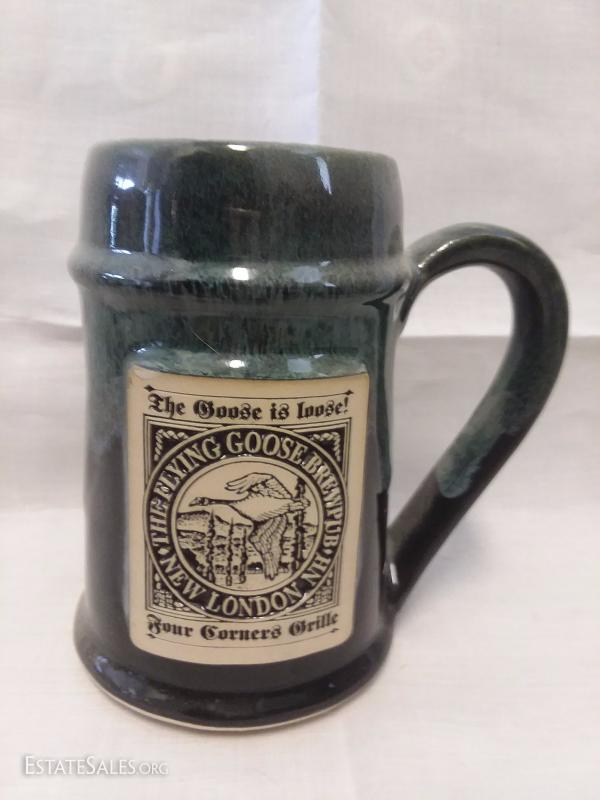 The Goose is loose!
THE FLYING GOOSE BREWPUB • NH
• NEW LONDON
Four Corners Grille
ESTATESALES.ORG